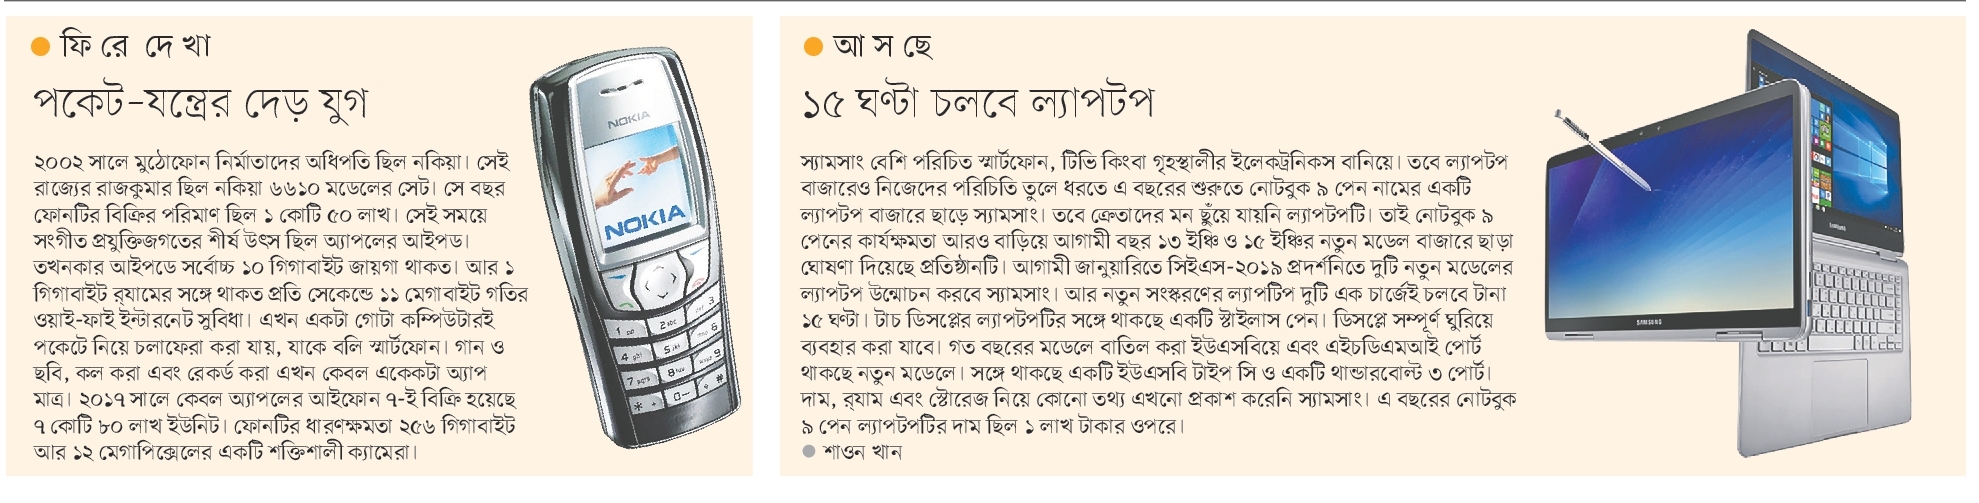 ফিরে দেখা
পকেট-যন্ত্রের দেড় যুগ
২০০২ সালে মুঠোফোন নির্মাতাদের অধিপতি ছিল নকিয়া। সেই
রাজ্যের রাজকুমার ছিল নকিয়া ৬৬১০ মডেলের সেট। সে বছর
ফোনটির বিক্রির পরিমাণ ছিল ১ কোটি ৫০ লাখ। সেই সময়ে
সংগীত প্রযুক্তিজগতের শীর্ষ উৎস ছিল অ্যাপলের আইপড।
তখনকার আইপডে সর্বোচ্চ ১০ গিগাবাইট জায়গা থাকত। আর ১
গিগাবাইট র‍্যামের সঙ্গে থাকত প্রতি সেকেন্ডে ১১ মেগাবাইট গতির
ওয়াই-ফাই ইন্টারনেট সুবিধা। এখন একটা গোটা কম্পিউটারই
পকেটে নিয়ে চলাফেরা করা যায়, যাকে বলি স্মার্টফোন। গান ও
ছবি, কল করা এবং রেকর্ড করা এখন কেবল একেকটা অ্যাপ
মাত্র। ২০১৭ সালে কেবল অ্যাপলের আইফোন ৭-ই বিক্রি হয়েছে
৭ কোটি ৮০ লাখ ইউনিট। ফোনটির ধারণক্ষমতা ২৫৬ গিগাবাইট
আর ১২ মেগাপিক্সেলের একটি শক্তিশালী ক্যামেরা।
NOKIA
NOKIA
আসছে
১৫ ঘণ্টা চলবে ল্যাপটপ
স্যামসাং বেশি পরিচিত স্মার্টফোন, টিভি কিংবা গৃহস্থালীর ইলেকট্রনিকস বানিয়ে। তবে ল্যাপটপ
বাজারেও নিজেদের পরিচিতি তুলে ধরতে এ বছরের শুরুতে নোটবুক ৯ পেন নামের একটি
ল্যাপটপ বাজারে ছাড়ে স্যামসাং। তবে ক্রেতাদের মন ছুঁয়ে যায়নি ল্যাপটপটি। তাই নোটবুক ৯
পেনের কার্যক্ষমতা আরও বাড়িয়ে আগামী বছর ১৩ ইঞ্চি ও ১৫ ইঞ্চির নতুন মডেল বাজারে ছাড়া
ঘোষণা দিয়েছে প্রতিষ্ঠানটি। আগামী জানুয়ারিতে সিইএস-২০১৯ প্রদর্শনিতে দুটি নতুন মডেলের
ল্যাপটপ উন্মোচন করবে স্যামসাং। আর নতুন সংস্করণের ল্যাপটিপ দুটি এক চার্জেই চলবে টানা
১৫ ঘণ্টা। টাচ ডিসপ্লের ল্যাপটপটির সঙ্গে থাকছে একটি স্টাইলাস পেন। ডিসপ্লে সম্পূর্ণ ঘুরিয়ে
ব্যবহার করা যাবে। গত বছরের মডেলে বাতিল করা ইউএসবিয়ে এবং এইচডিএমআই পোর্ট
থাকছে নতুন মডেলে। সঙ্গে থাকছে একটি ইউএসবি টাইপ সি ও একটি থান্ডারবোল্ট ৩ পোর্ট।
দাম, র‍্যাম এবং স্টোরেজ নিয়ে কোনো তথ্য এখনো প্রকাশ করেনি স্যামসাং। এ বছরের নোটবুক
৯ পেন ল্যাপটপটির দাম ছিল ১ লাখ টাকার ওপরে।
শাওন খান
SAMSUNG